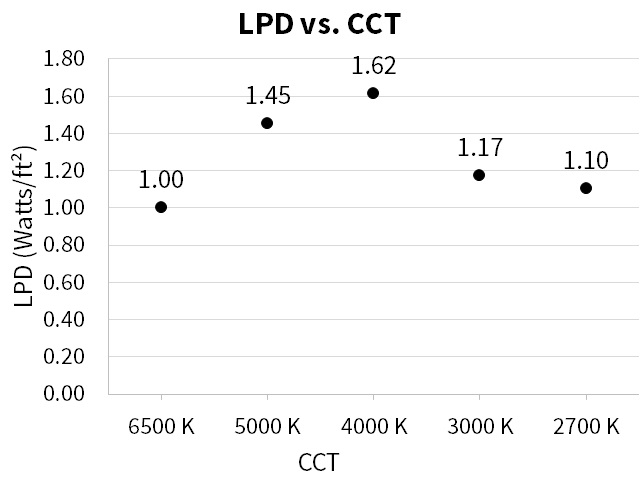 LPD vs. CCT
LPD (Watts/ft²)
1.80
1.60
1.40
1.20
1.00
0.80
0.60
0.40
0.20
0.00
1.00
1.45
1.62
1.17
1.10
6500 K
5000 K
4000 K
3000 K
2700 K
CCT